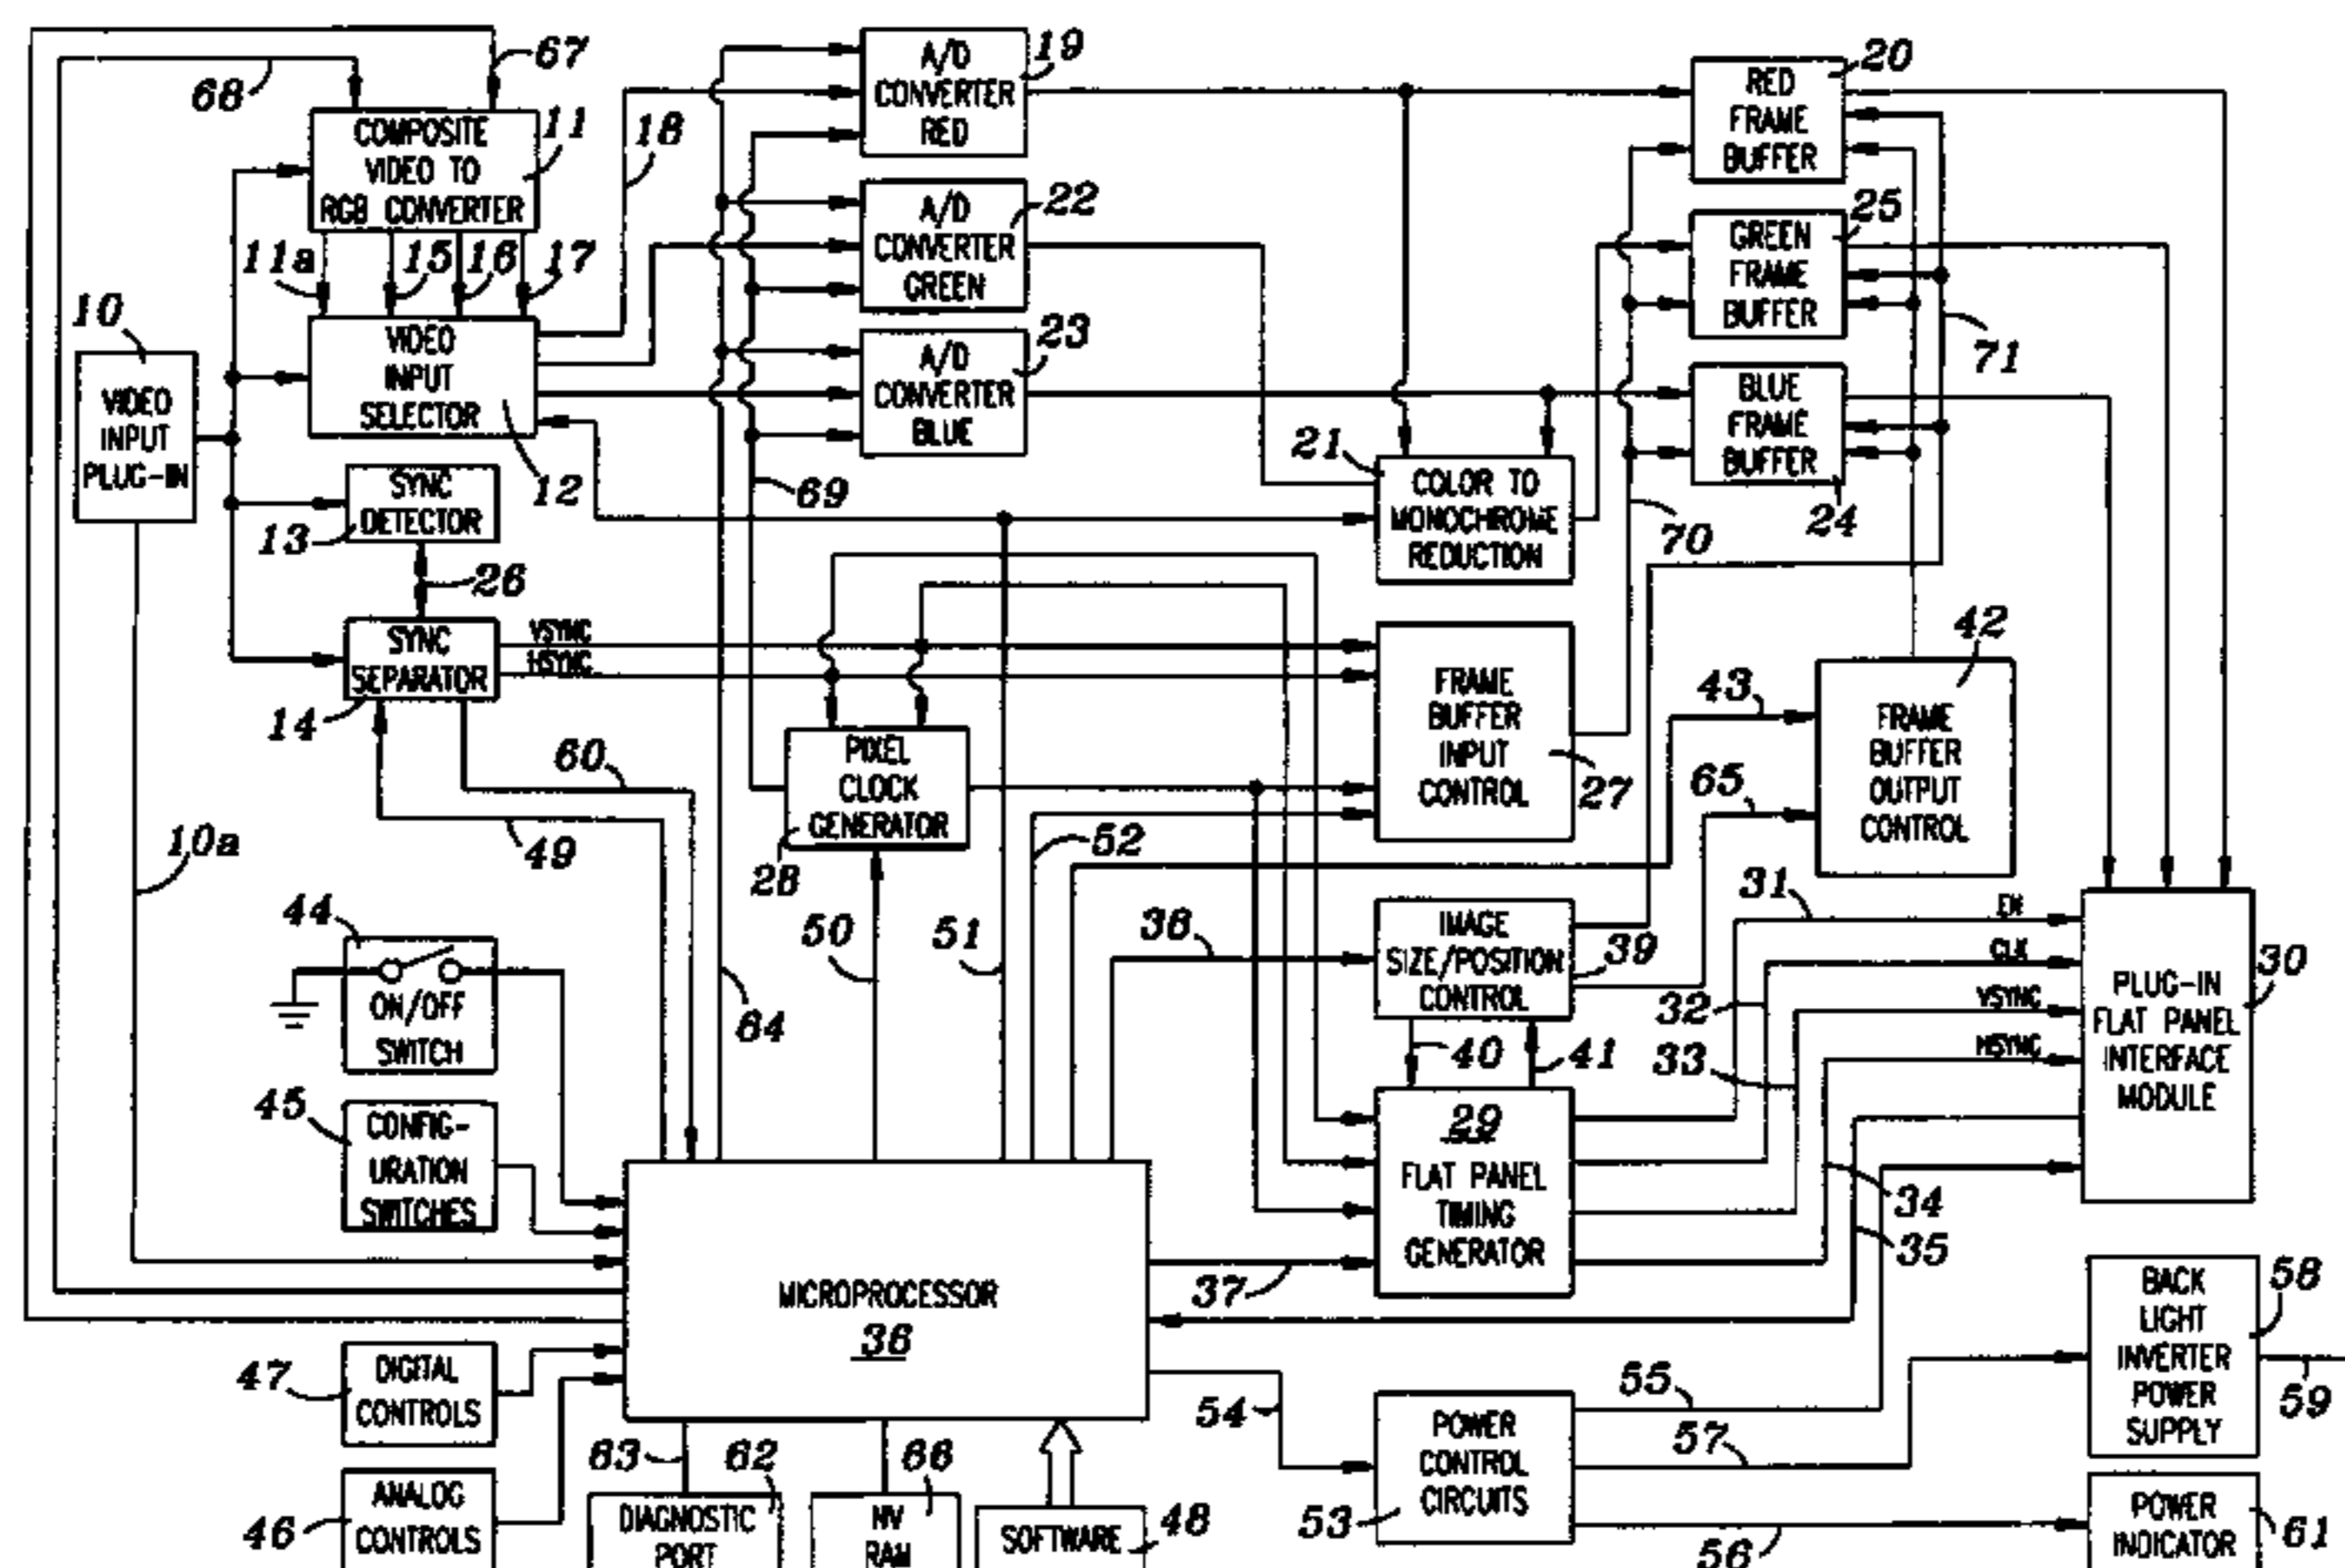 67
68
COMPOSITE
VIDEO TO
RGB CONVERTER
11
18
A/D
CONVERTER
RED
19
RED
FRAME
BUFFER
20
11a
15
16
17
A/D
CONVERTER
GREEN
22
GREEN
FRAME
BUFFER
25
71
10
VIDEO
INPUT
PLUG-IN
VIDEO
INPUT
SELECTOR
12
A/D
CONVERTER
BLUE
23
69
BLUE
FRAME
BUFFER
24
21
COLOR TO
MONOCHROME
REDUCTION
70
SYNC
DETECTOR
13
26
SYNC
SEPARATOR
14
VSYNC
HSYNC
60
49
10a
PIXEL
CLOCK
GENERATOR
28
FRAME
BUFFER
INPUT
CONTROL
27
52
42
43
65
FRAME
BUFFER
OUTPUT
CONTROL
44
ON/OFF
SWITCH
64
50
51
38
IMAGE
SIZE/POSITION
CONTROL
39
40
41
31
32
33
34
35
EN
CLK
VSYNC
HSYNC
PLUG-IN
FLAT PANEL
INTERFACE
MODULE
30
45
CONFIG-
URATION
SWITCHES
29
FLAT PANEL
TIMING
GENERATOR
MICROPROCESSOR
36
37
47
DIGITAL
CONTROLS
46
ANALOG
CONTROLS
63
62
DIAGNOSTIC
PORT
66
NV
RAM
SOFTWARE
48
54
53
POWER
CONTROL
CIRCUITS
55
57
56
BACK
LIGHT
INVERTER
POWER
SUPPLY
58
59
POWER
INDICATOR
61